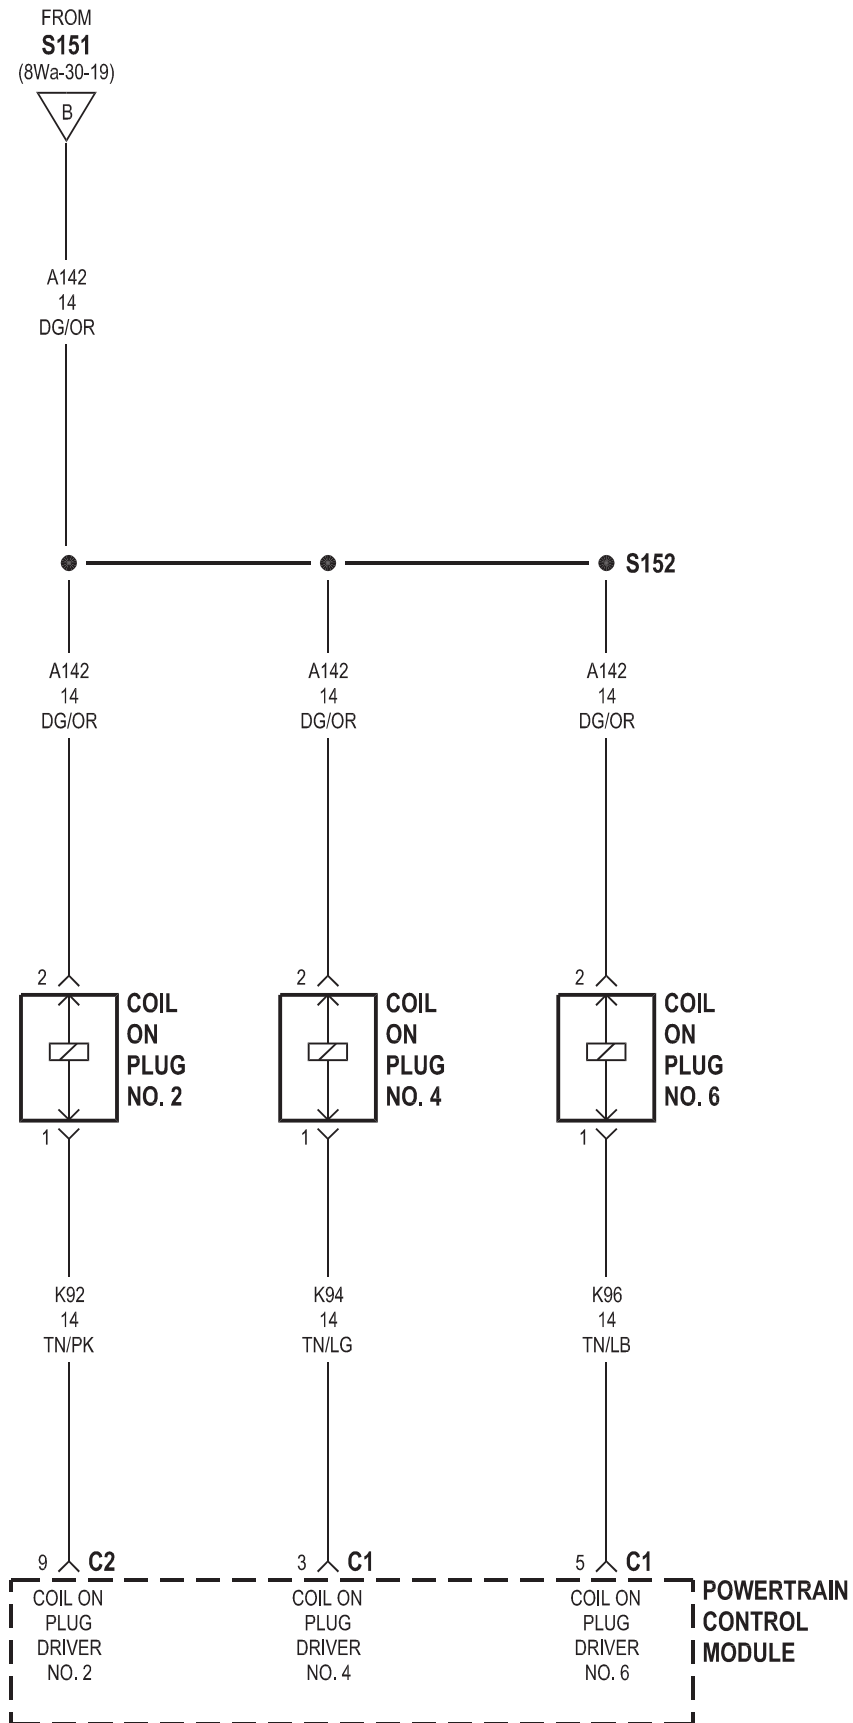 FROM
S151
(8Wa-30-19)
B
A142
14
DG/OR
S152
A142
14
DG/OR
A142
14
DG/OR
A142
14
DG/OR
2
COIL
ON
PLUG
NO. 2
1
2
COIL
ON
PLUG
NO. 4
1
2
COIL
ON
PLUG
NO. 6
1
K92
14
TN/PK
K94
14
TN/LG
K96
14
TN/LB
9 C2
3 C1
5 C1
COIL ON
PLUG
DRIVER
NO. 2
COIL ON
PLUG
DRIVER
NO. 4
COIL ON
PLUG
DRIVER
NO. 6
POWERTRAIN
CONTROL
MODULE